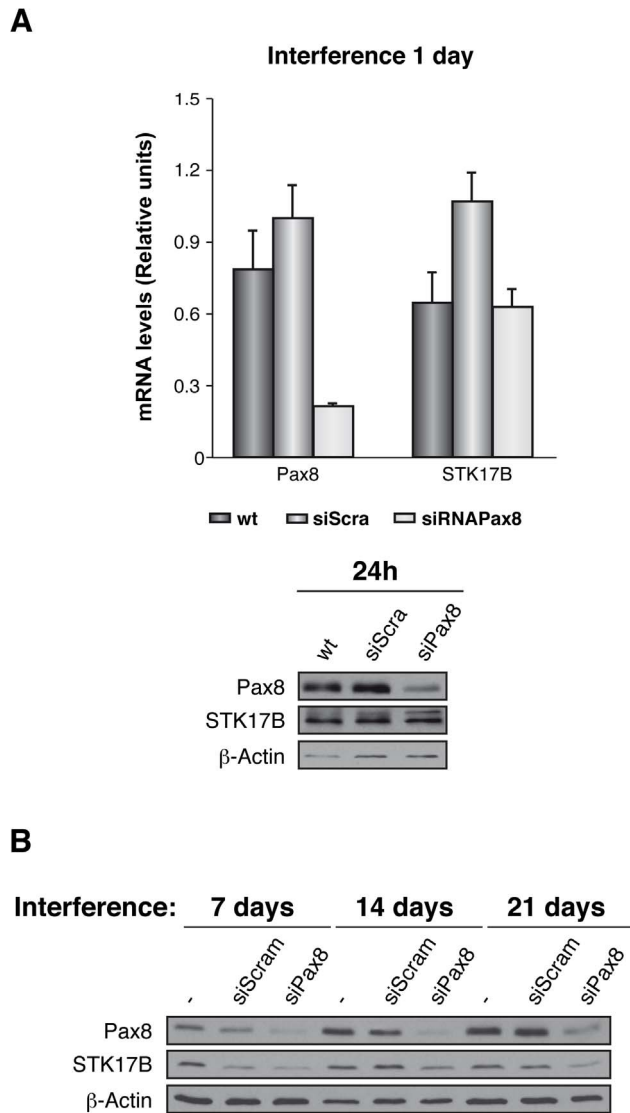 A
Interference 1 day
mRNA levels (Relative units)
1.5
1.2
0.9
0.6
0.3
0
Pax8 STK17B
wt siScra siRNAPax8
24h
wt siScra siPax8
Pax8
STK17B
β-Actin
B
Interference: 7 days 14 days 21 days
- siScram siPax8 - siScram siPax8 - siScram siPax8
Pax8
STK17B
β-Actin